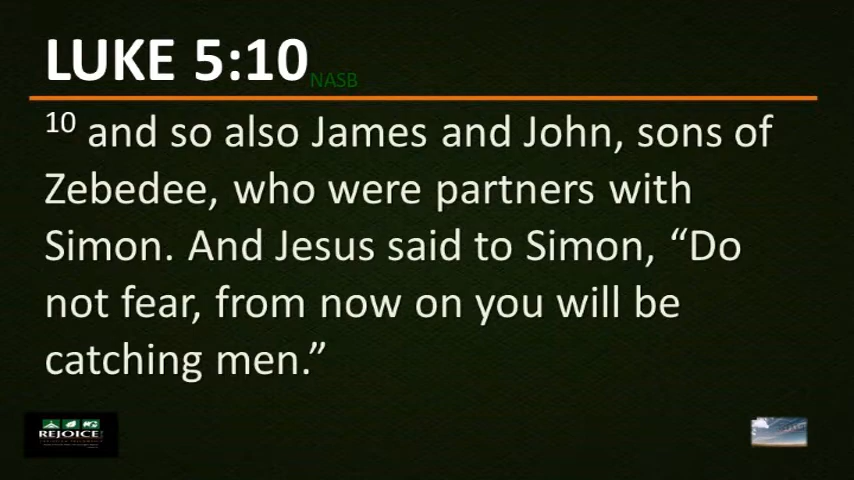 LUKE 5:10 NASB
10 and so also James and John, sons of
Zebedee, who were partners with
Simon. And Jesus said to Simon, “Do
not fear, from now on you will be
catching men.”
REJOICE